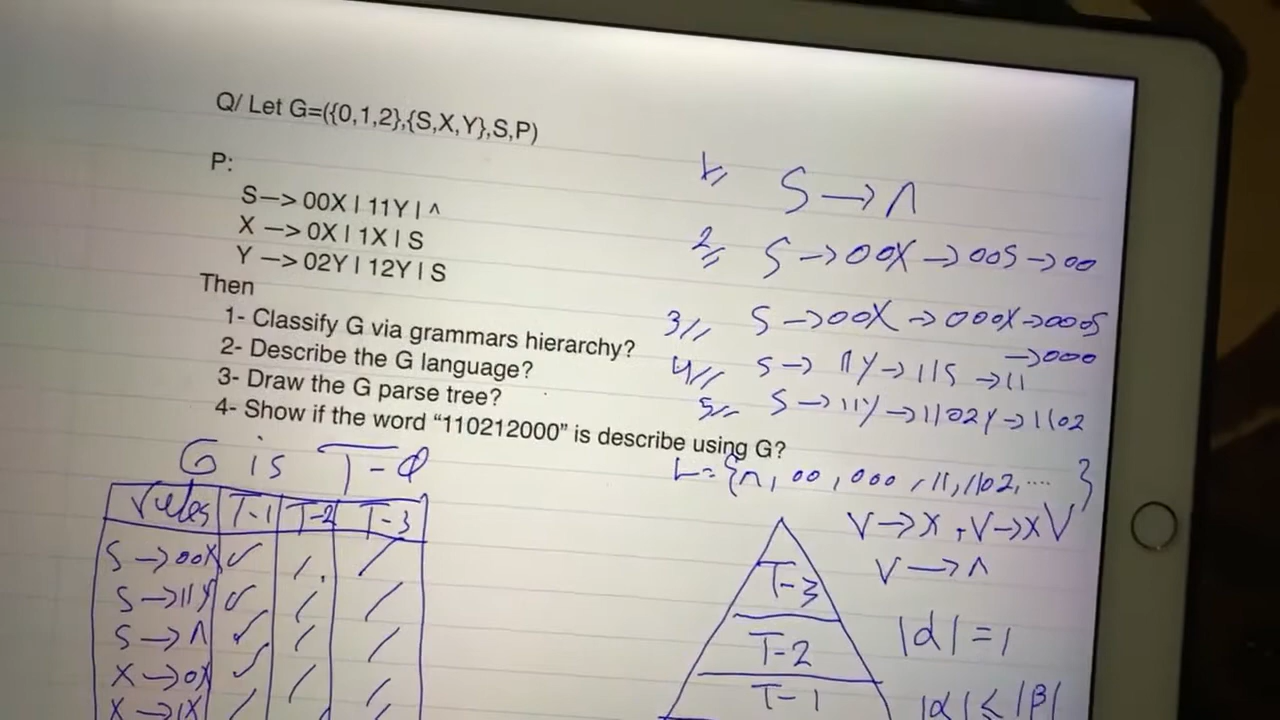 Q/ Let G=({0,1,2},{S,X,Y},S,P)
P:
S—> 00X | 11Y | ^
X —> 0X | 1X | S
Y —> 02Y | 12Y | S
Then
1- Classify G via grammars hierarchy?
2- Describe the G language?
3- Draw the G parse tree?
4- Show if the word “110212000” is describe using G?
1// S → Λ
2// S → 00X → 00S → 00
3// S → 00X → 000X → 000S
→ 000
4// S → 11Y → 11S → 11
5// S → 11Y → 1102Y → 1102
L = {Λ, 00, 000, 11, 1102, ... }
G is T-0
rules T-1 T-2 T-3
S → 00X ✓ / /
S → 11Y ✓ / /
S → Λ ✓ / /
X → 0X ✓ / /
X → 1X / / /
V → X , V → XV
V → Λ
T-3
T-2
T-1
|α| = 1
|α| ≤ |β|